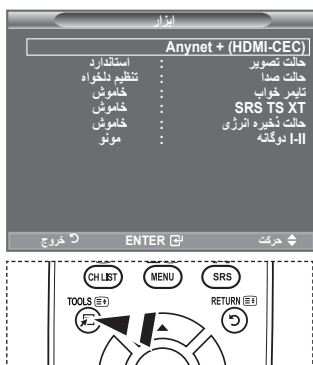 ابزار
Anynet + (HDMI-CEC)
حالت تصویر : استاندارد
حالت صدا : تنظیم دلخواه
تایمر خواب : خاموش
SRS TS XT : خاموش
حالت ذخیره انرژی : خاموش
I-II دوگانه : مونو
حرکت ENTER خروج
CH LIST MENU SRS
TOOLS RETURN